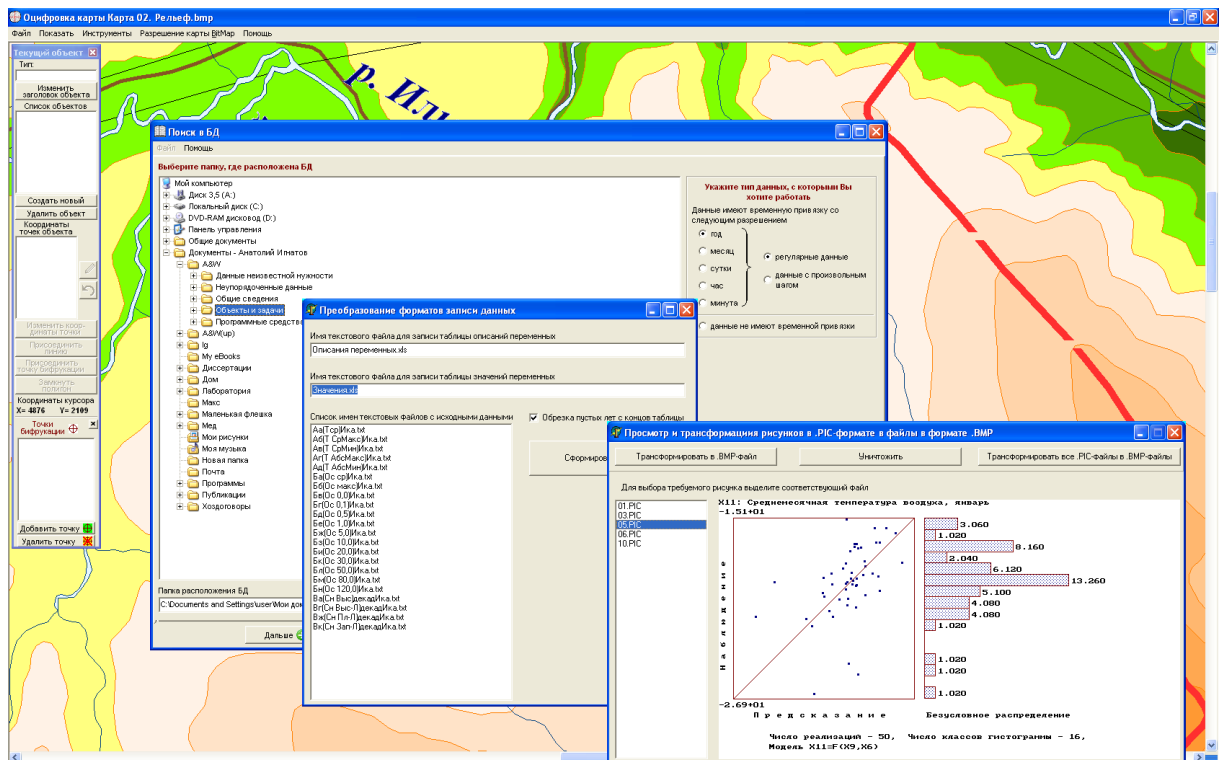 Оцифровка карты Карта 02. Рельеф.bmp
Файл Показать Инструменты Разрешение карты BitMap Помощь
Текущий объект
Тип:
Изменить
заголовок объекта
Список объектов
Создать новый
Удалить объект
Координаты
точек объекта
Изменить коор-
динаты точки
Присоединить
линию
Присоединить
точку бифрукации
Замкнуть
полигон
Координаты курсора
X= 4876 Y= 2109
Точки
бифрукации
Добавить точку
Удалить точку
р. Ил
Поиск в БД
Файл Помощь
Выберите папку, где расположена БД
Мой компьютер
Диск 3,5 (A:)
Локальный диск (C:)
DVD-RAM дисковод (D:)
Панель управления
Общие документы
Документы - Анатолий Игнатов
A&W
Данные неизвестной нужности
Неупорядоченные данные
Общие сведения
Объекты и задачи
Программные средства
A&W(up)
Ig
My eBooks
Диссертации
Дом
Лаборатория
Макс
Маленькая флешка
Мед
Мои рисунки
Моя музыка
Новая папка
Почта
Программы
Публикации
Хоздоговоры
Папка расположения БД
C:\Documents and Settings\user\Мои док
Дальше
Укажите тип данных, с которыми Вы
хотите работать
Данные имеют временную привязку со
следующим разрешением
год
месяц
сутки
час
минута
регулярные данные
данные с произвольным
шагом
данные не имеют временной привязки
Преобразование форматов записи данных
Имя текстового файла для записи таблицы описаний переменных
Описания переменных.xls
Имя текстового файла для записи таблицы значений переменных
Значения.xls
Список имен текстовых файлов с исходными данными
Обрезка пустых лет с концов таблицы
Сформиров
Аа(Тср)Ика.txt
Аб(Т СрМакс)Ика.txt
Ав(Т СрМин)Ика.txt
Аг(Т АбсМакс)Ика.txt
Ад(Т АбсМин)Ика.txt
Ба(Ос ср)Ика.txt
Бб(Ос макс)Ика.txt
Бв(Ос 0,0)Ика.txt
Бг(Ос 0,1)Ика.txt
Бд(Ос 0,5)Ика.txt
Бе(Ос 1,0)Ика.txt
Бж(Ос 5,0)Ика.txt
Бз(Ос 10,0)Ика.txt
Би(Ос 20,0)Ика.txt
Бк(Ос 30,0)Ика.txt
Бл(Ос 50,0)Ика.txt
Бм(Ос 80,0)Ика.txt
Бн(Ос 120,0)Ика.txt
Ва(Сн Выс)декадИка.txt
Вг(Сн Выс-Л)декадИка.txt
Вж(Сн Пл-Л)декадИка.txt
Вк(Сн Зап-Л)декадИка.txt
Просмотр и трансформациия рисунков в .PIC-формате в файлы в формате .BMP
Трансформировать в .BMP-файл
Уничтожить
Трансформировать все .PIC-файлы в .BMP-файлы
Для выбора требуемого рисунка выделите соответствующий файл
01.PIC
03.PIC
05.PIC
06.PIC
10.PIC
X11: Среднемесячная температура воздуха, январь
-1.51+01
Наблюдение
-2.69+01
Предсказание
3.060
1.020
8.160
2.040
6.120
13.260
5.100
4.080
4.080
1.020
1.020
1.020
1.020
Безусловное распределение
Число реализаций - 50, Число классов гистограммы - 16,
Модель X11=F(X9,X6)